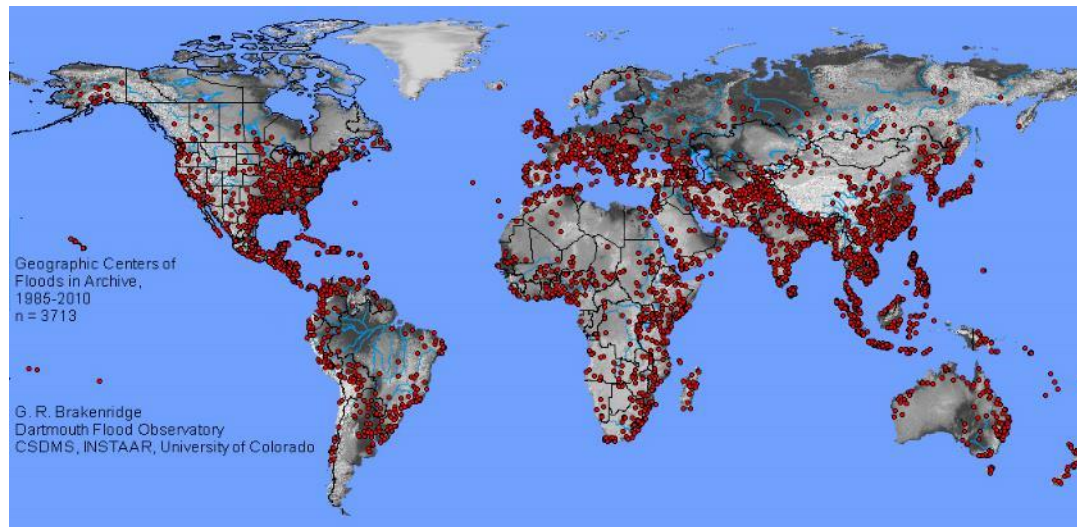 Geographic Centers of
Floods in Archive,
1985-2010
n = 3713
G. R. Brakenridge
Dartmouth Flood Observatory
CSDMS, INSTAAR, University of Colorado